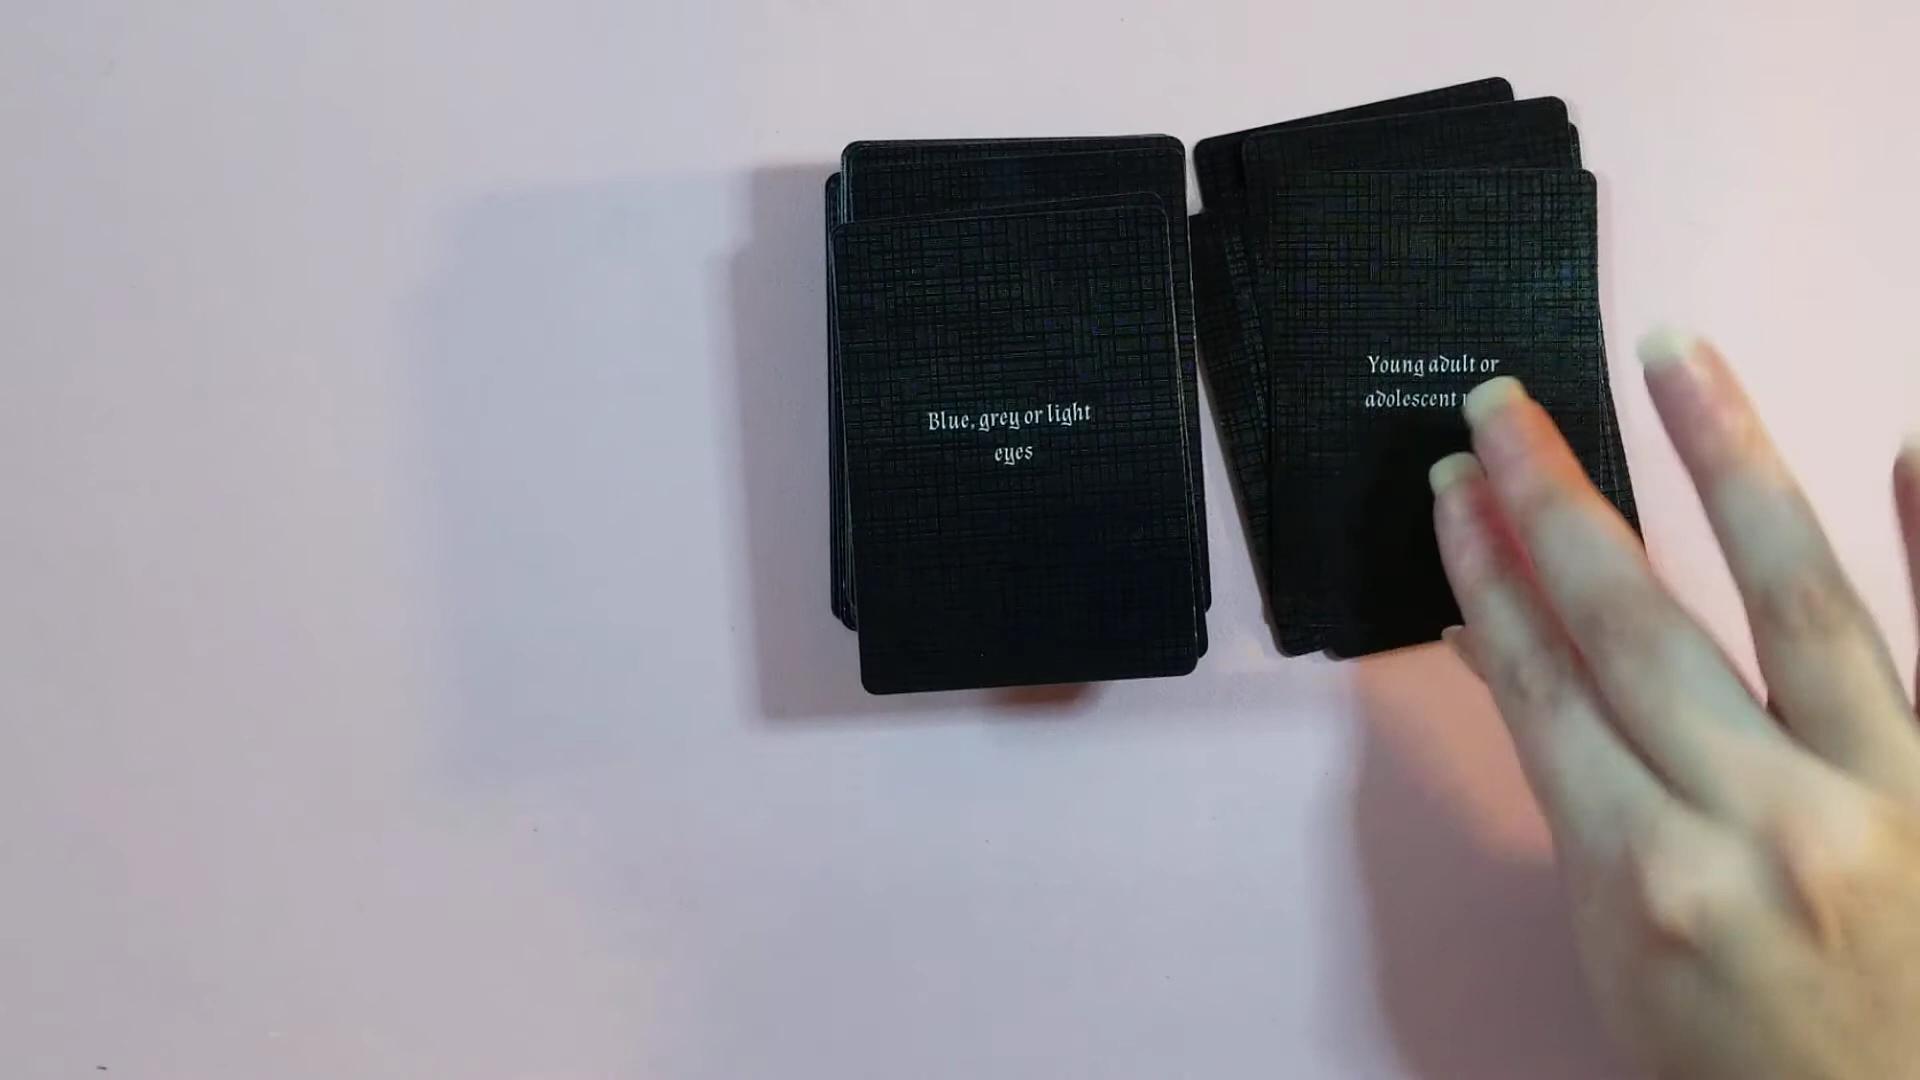 Blue, grey or light
eyes
Young adult or
adolescent